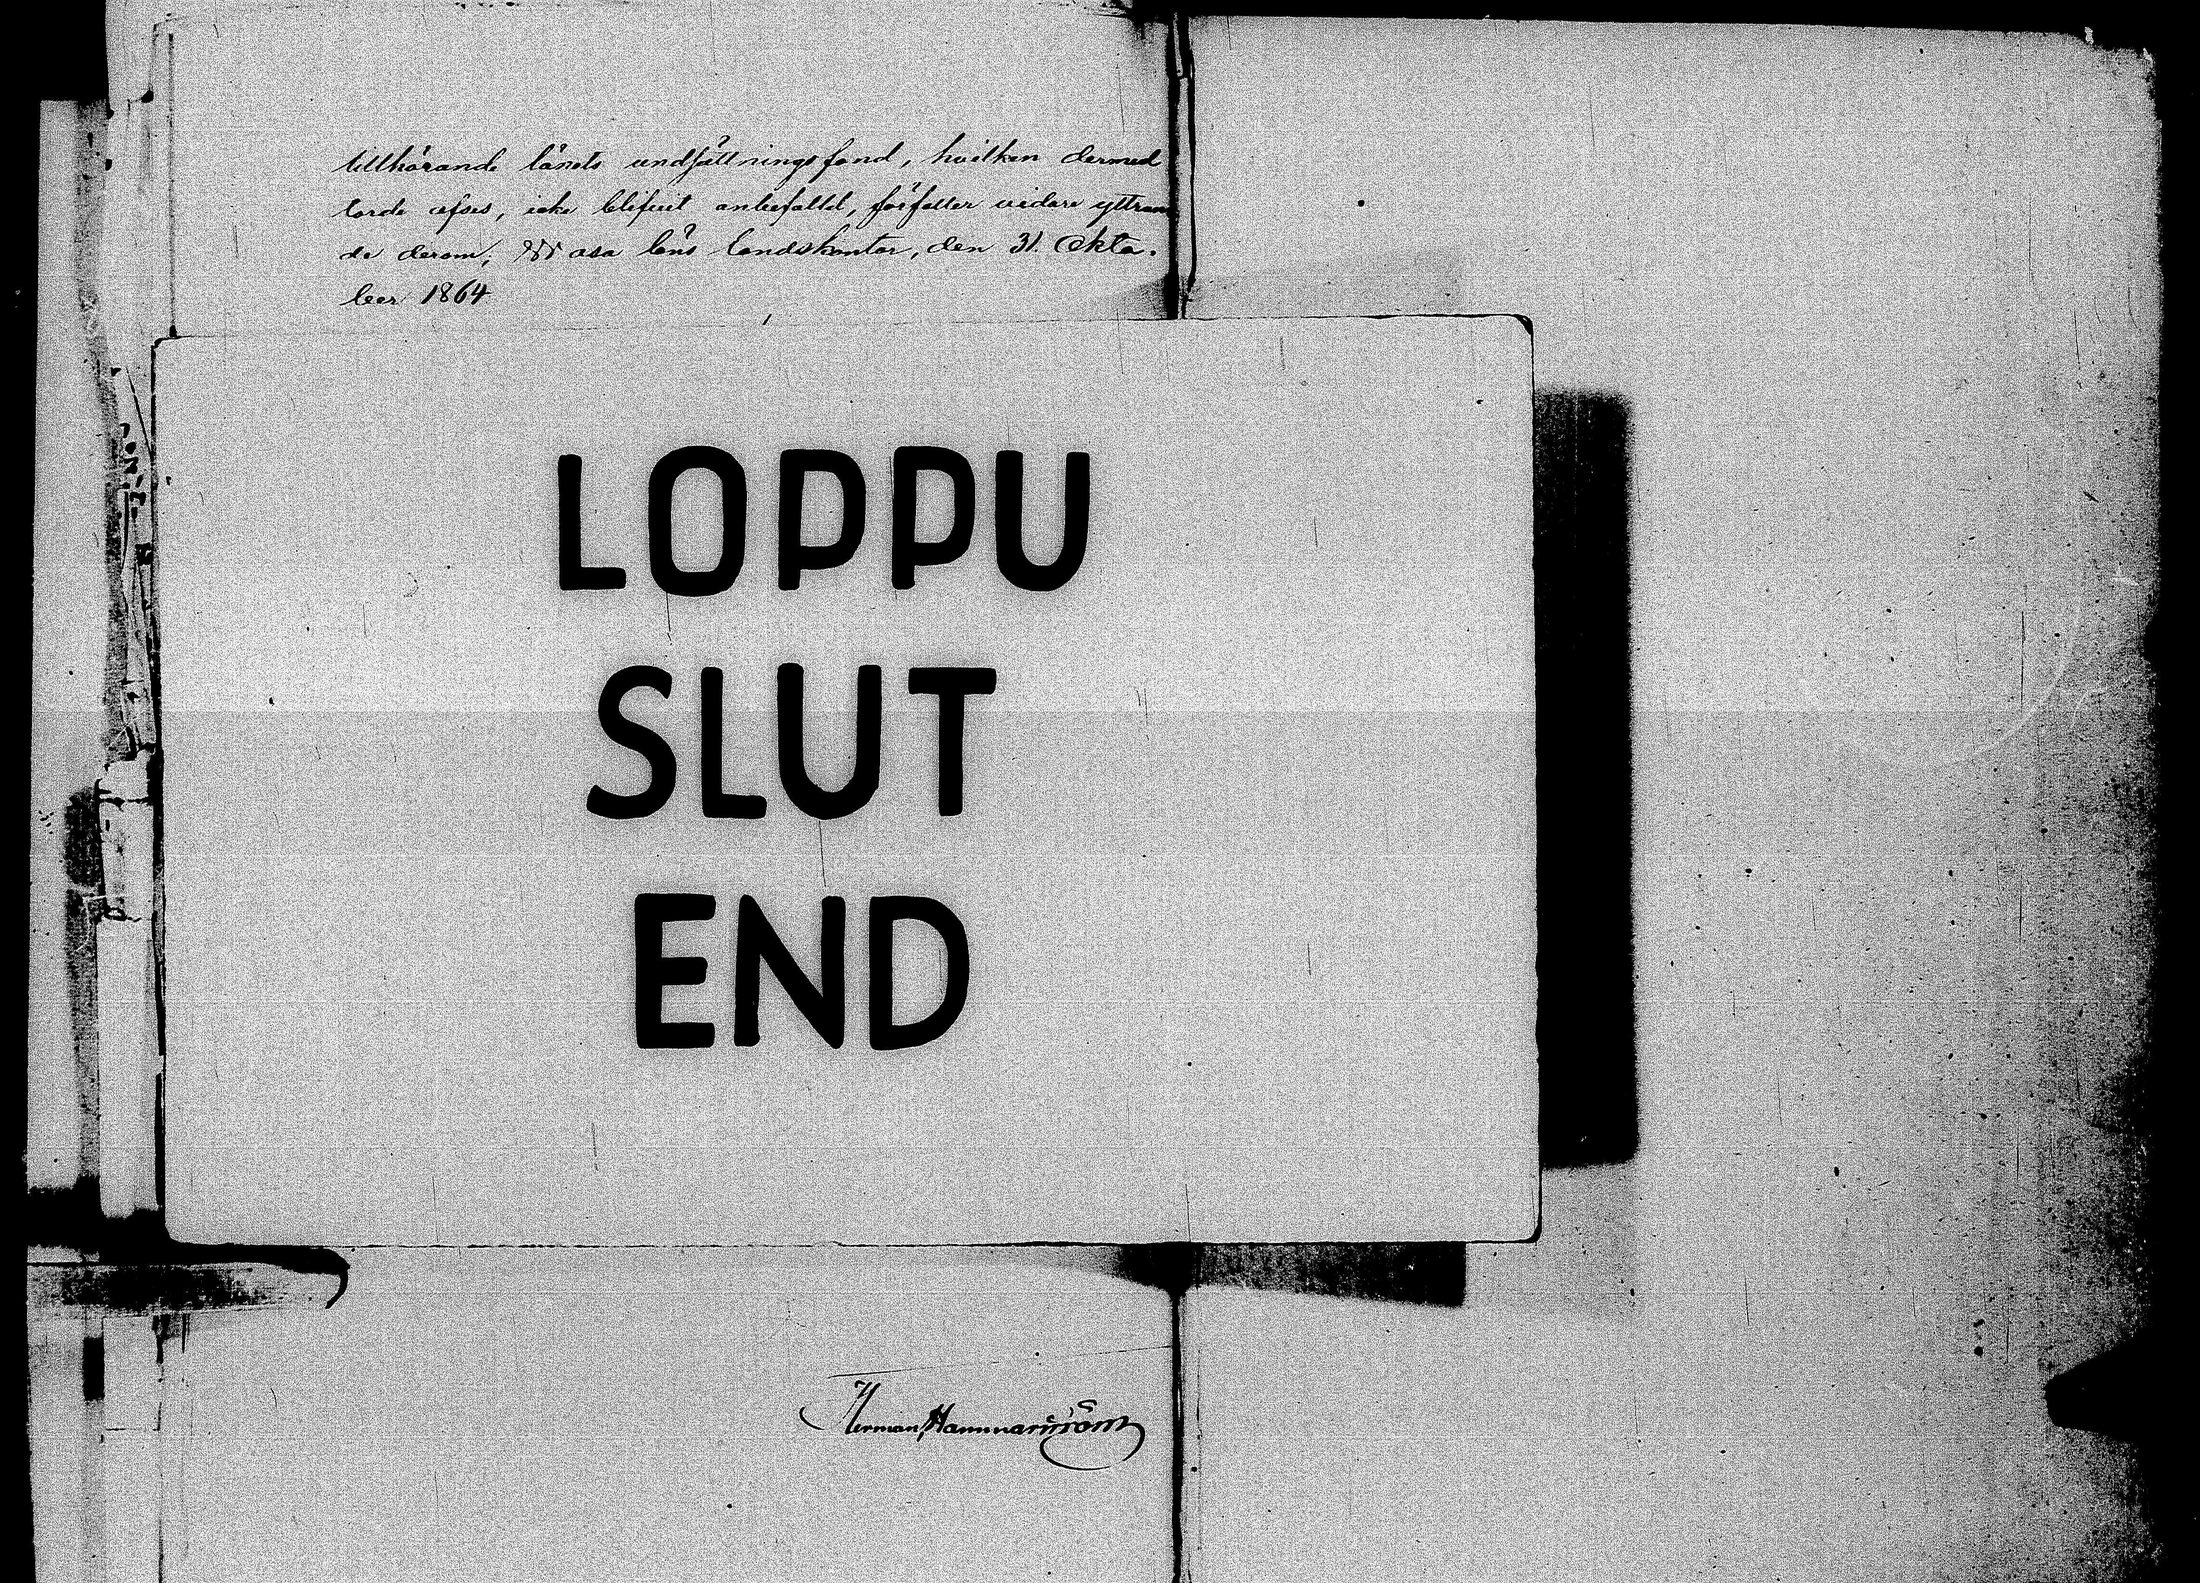 tillhörande länets undsättningsfond, hvilken dermed
torde afses, icke blifvit anbefalld, förfaller vidare yttran
de derom; Wasa läns landskontor, den 31. Okto.
ber 1864
LOPPU
SLUT
END
Herman Hammarström